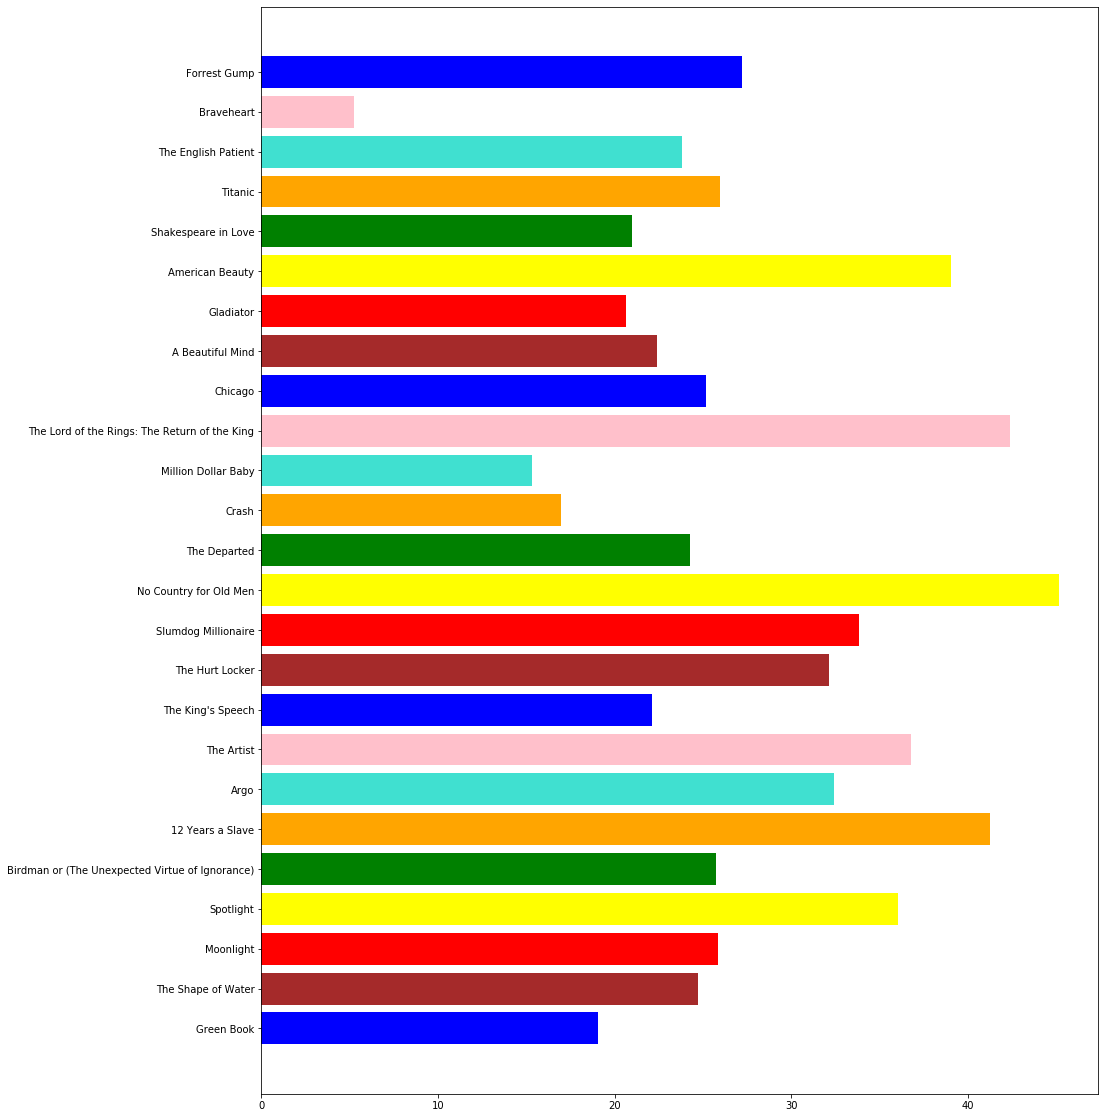 Forrest Gump
Braveheart
The English Patient
Titanic
Shakespeare in Love
American Beauty
Gladiator
A Beautiful Mind
Chicago
The Lord of the Rings: The Return of the King
Million Dollar Baby
Crash
The Departed
No Country for Old Men
Slumdog Millionaire
The Hurt Locker
The King's Speech
The Artist
Argo
12 Years a Slave
Birdman or (The Unexpected Virtue of Ignorance)
Spotlight
Moonlight
The Shape of Water
Green Book
0 10 20 30 40